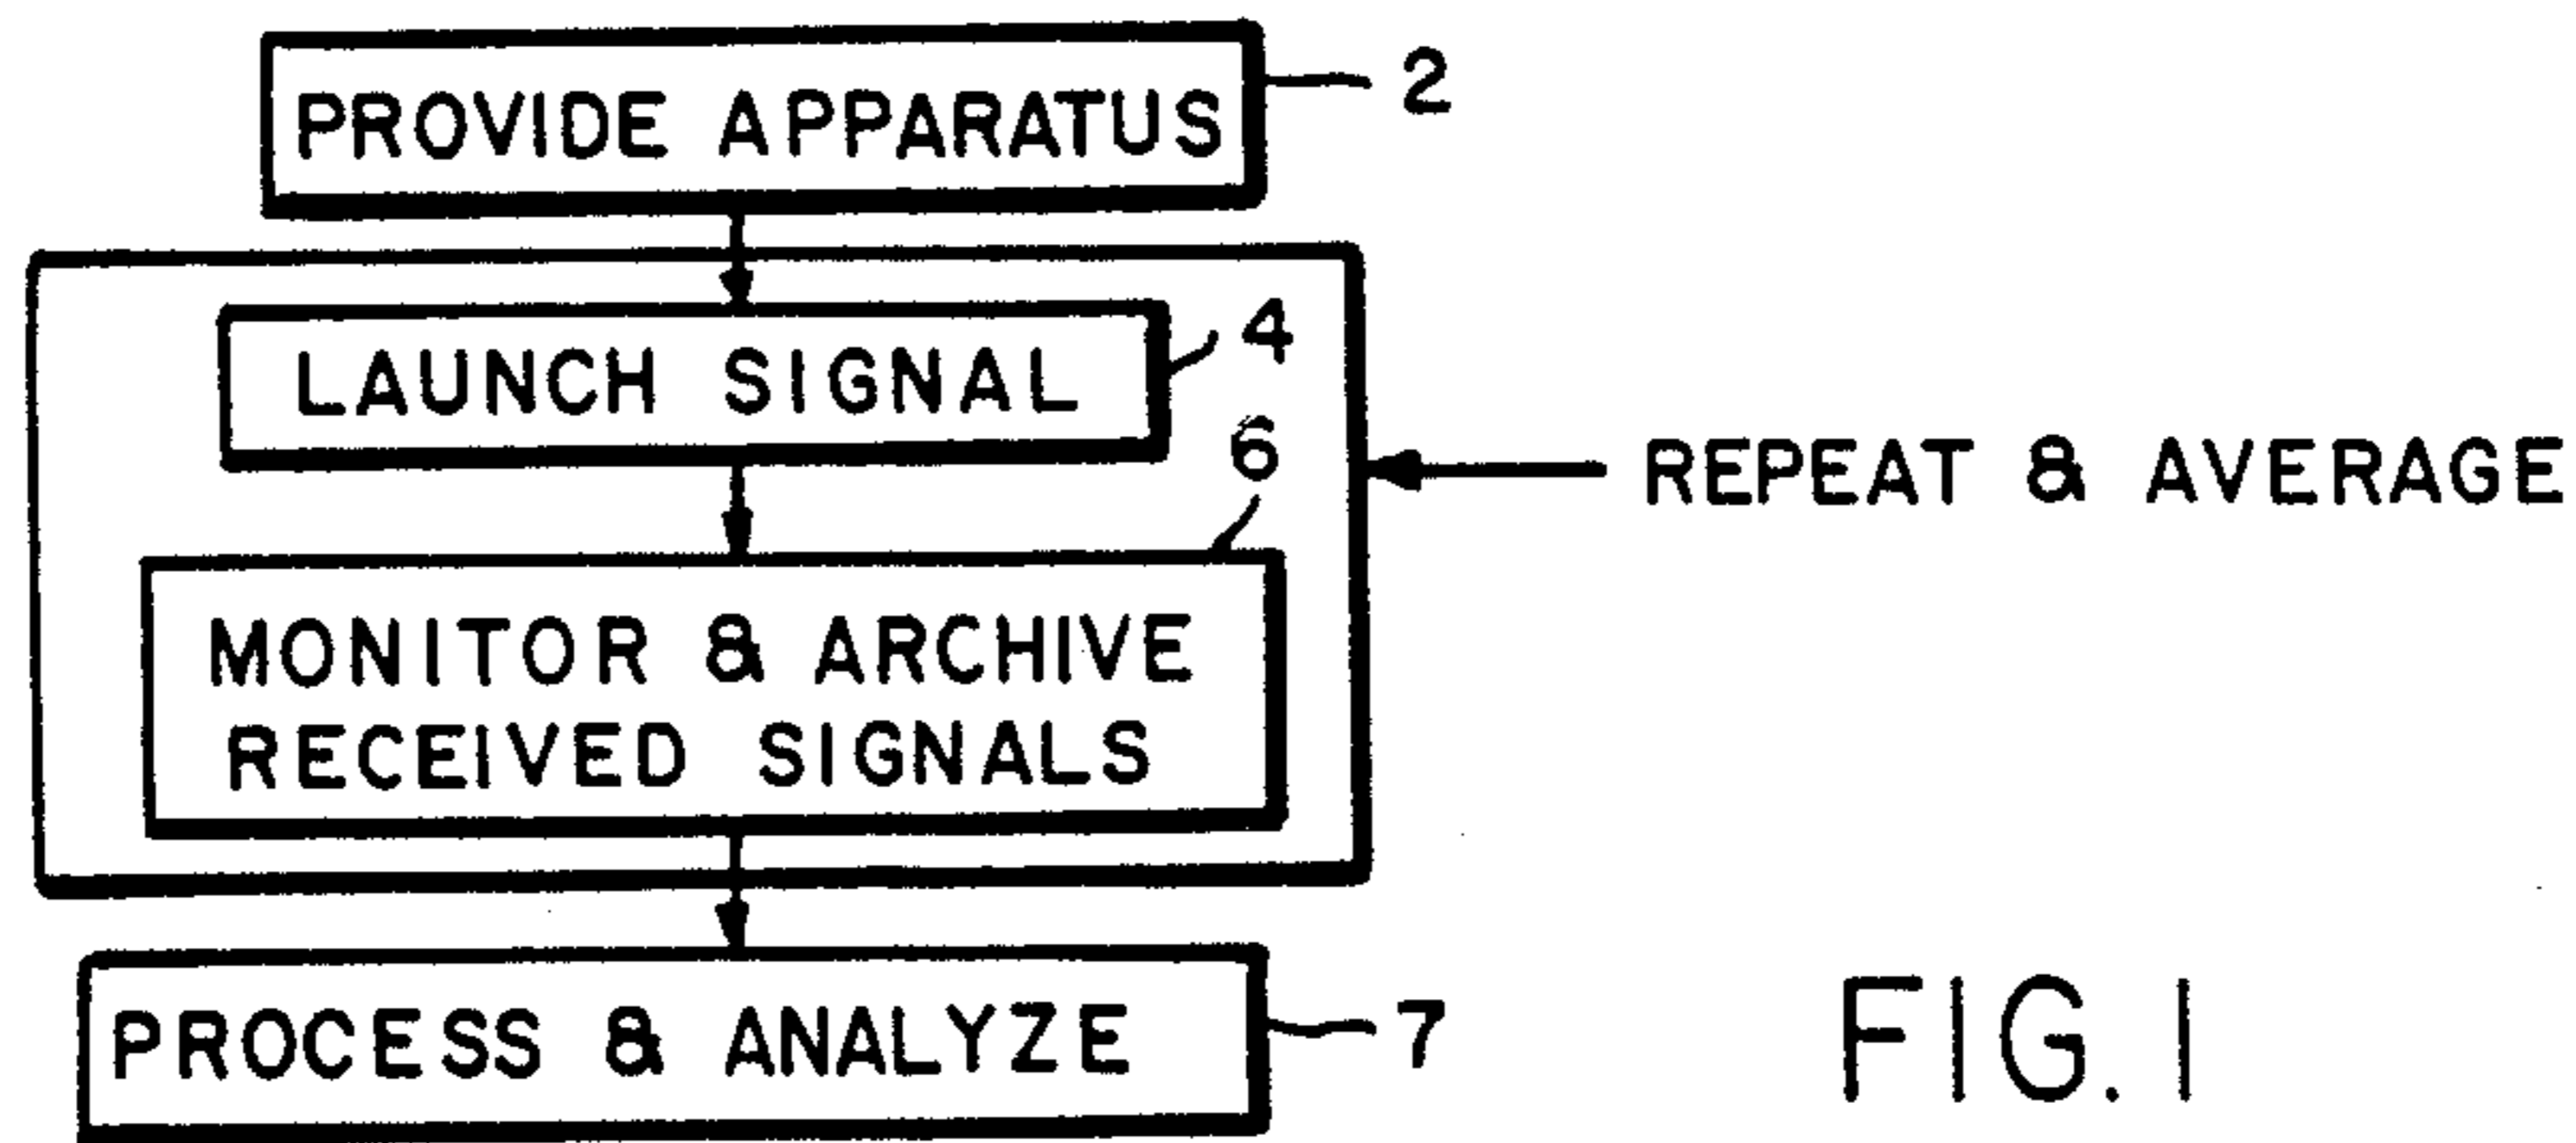 PROVIDE APPARATUS
2
LAUNCH SIGNAL
4
6
REPEAT & AVERAGE
MONITOR & ARCHIVE
RECEIVED SIGNALS
PROCESS & ANALYZE
7
FIG. 1